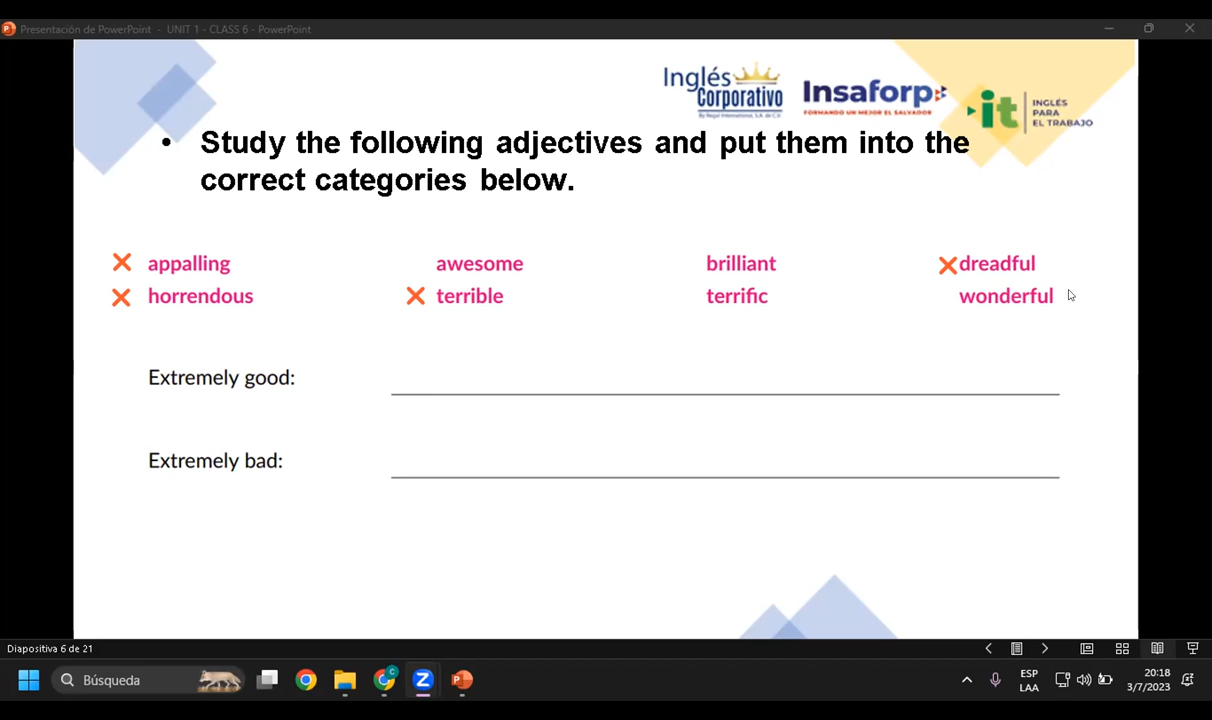 Presentación de PowerPoint - UNIT 1 - CLASS 6 - PowerPoint
Inglés
Corporativo
Insaforp
FORMANDO UN MEJOR EL SALVADOR
it
INGLÉS
PARA
EL TRABAJO
• Study the following adjectives and put them into the
correct categories below.
appalling awesome brilliant dreadful
horrendous terrible terrific wonderful
Extremely good:
Extremely bad:
Diapositiva 6 de 21
Búsqueda
ESP
LAA
20:18
3/7/2023